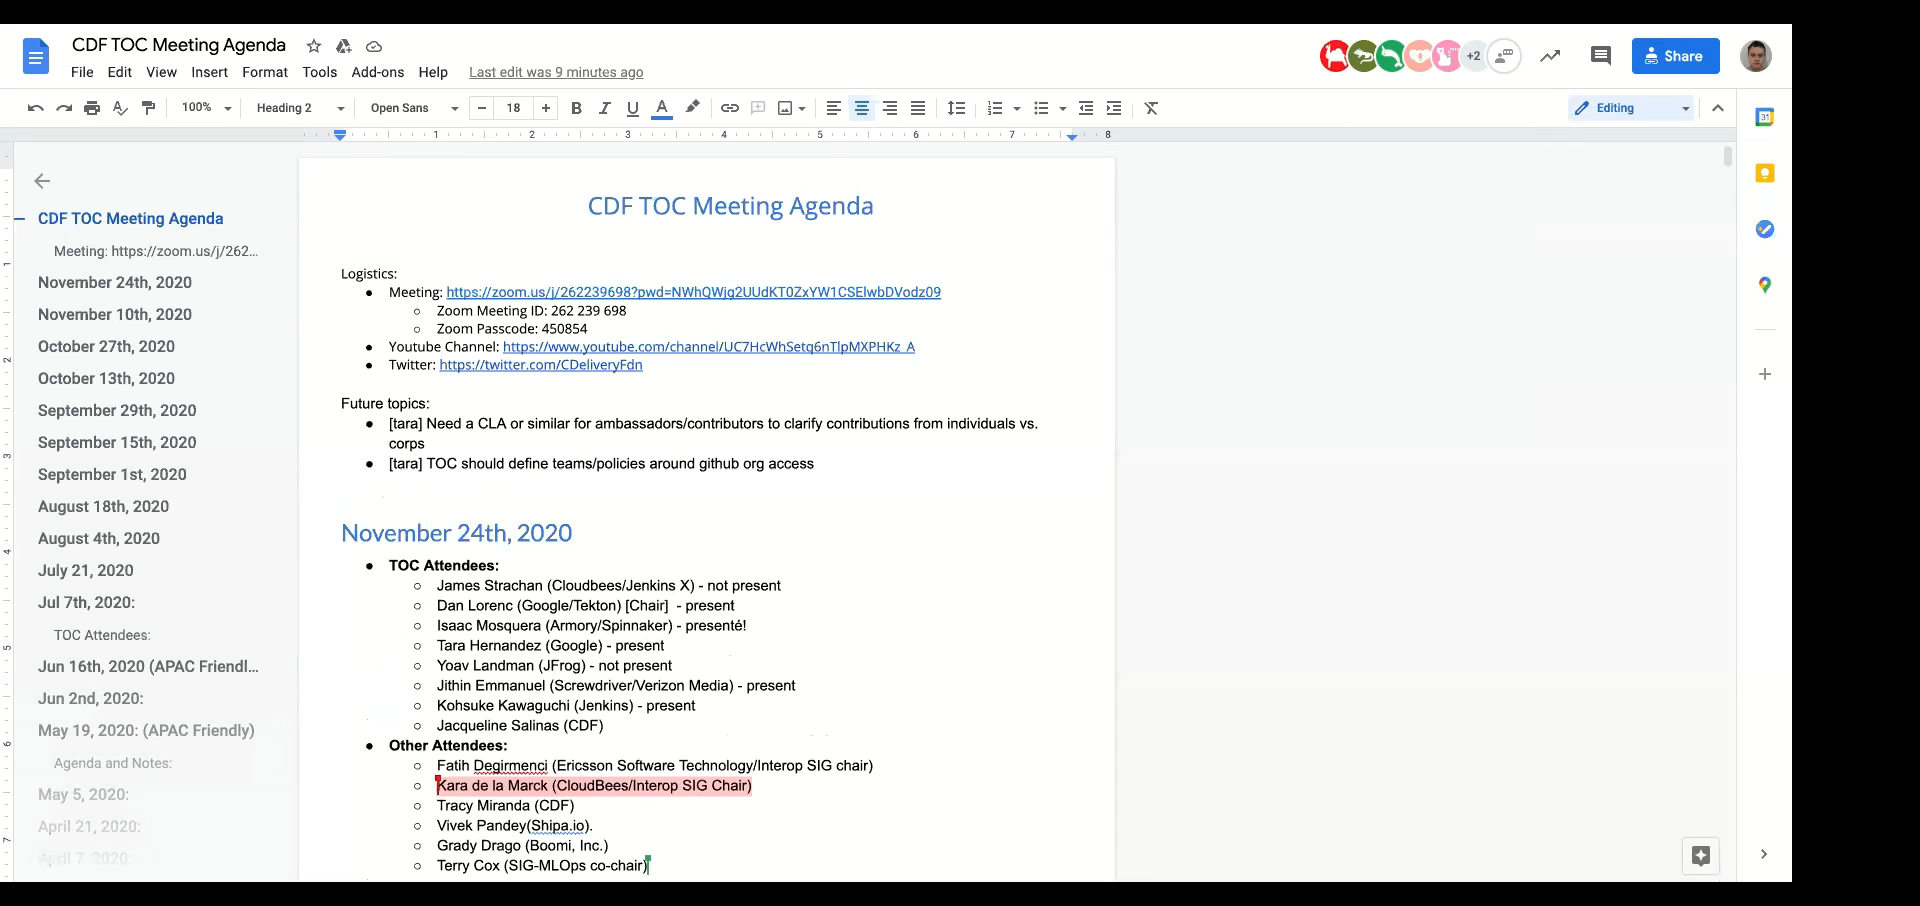 CDF TOC Meeting Agenda
File Edit View Insert Format Tools Add-ons Help Last edit was 9 minutes ago
+2
Share
100% Heading 2 Open Sans 18 Editing
1 2 3 4 5 6 7 8
CDF TOC Meeting Agenda
Meeting: https://zoom.us/j/262...
November 24th, 2020
November 10th, 2020
October 27th, 2020
October 13th, 2020
September 29th, 2020
September 15th, 2020
September 1st, 2020
August 18th, 2020
August 4th, 2020
July 21, 2020
Jul 7th, 2020:
TOC Attendees:
Jun 16th, 2020 (APAC Friendl...
Jun 2nd, 2020:
May 19, 2020: (APAC Friendly)
Agenda and Notes:
May 5, 2020:
April 21, 2020:
April 7, 2020:
CDF TOC Meeting Agenda
Logistics:
Meeting: https://zoom.us/j/262239698?pwd=NWhQWjg2UUdKT0ZxYW1CSElwbDVodz09
Zoom Meeting ID: 262 239 698
Zoom Passcode: 450854
Youtube Channel: https://www.youtube.com/channel/UC7HcWhSetq6nTlpMXPHKz_A
Twitter: https://twitter.com/CDeliveryFdn
Future topics:
[tara] Need a CLA or similar for ambassadors/contributors to clarify contributions from individuals vs.
corps
[tara] TOC should define teams/policies around github org access
November 24th, 2020
TOC Attendees:
James Strachan (Cloudbees/Jenkins X) - not present
Dan Lorenc (Google/Tekton) [Chair] - present
Isaac Mosquera (Armory/Spinnaker) - presenté!
Tara Hernandez (Google) - present
Yoav Landman (JFrog) - not present
Jithin Emmanuel (Screwdriver/Verizon Media) - present
Kohsuke Kawaguchi (Jenkins) - present
Jacqueline Salinas (CDF)
Other Attendees:
Fatih Degirmenci (Ericsson Software Technology/Interop SIG chair)
Kara de la Marck (CloudBees/Interop SIG Chair)
Tracy Miranda (CDF)
Vivek Pandey(Shipa.io).
Grady Drago (Boomi, Inc.)
Terry Cox (SIG-MLOps co-chair)